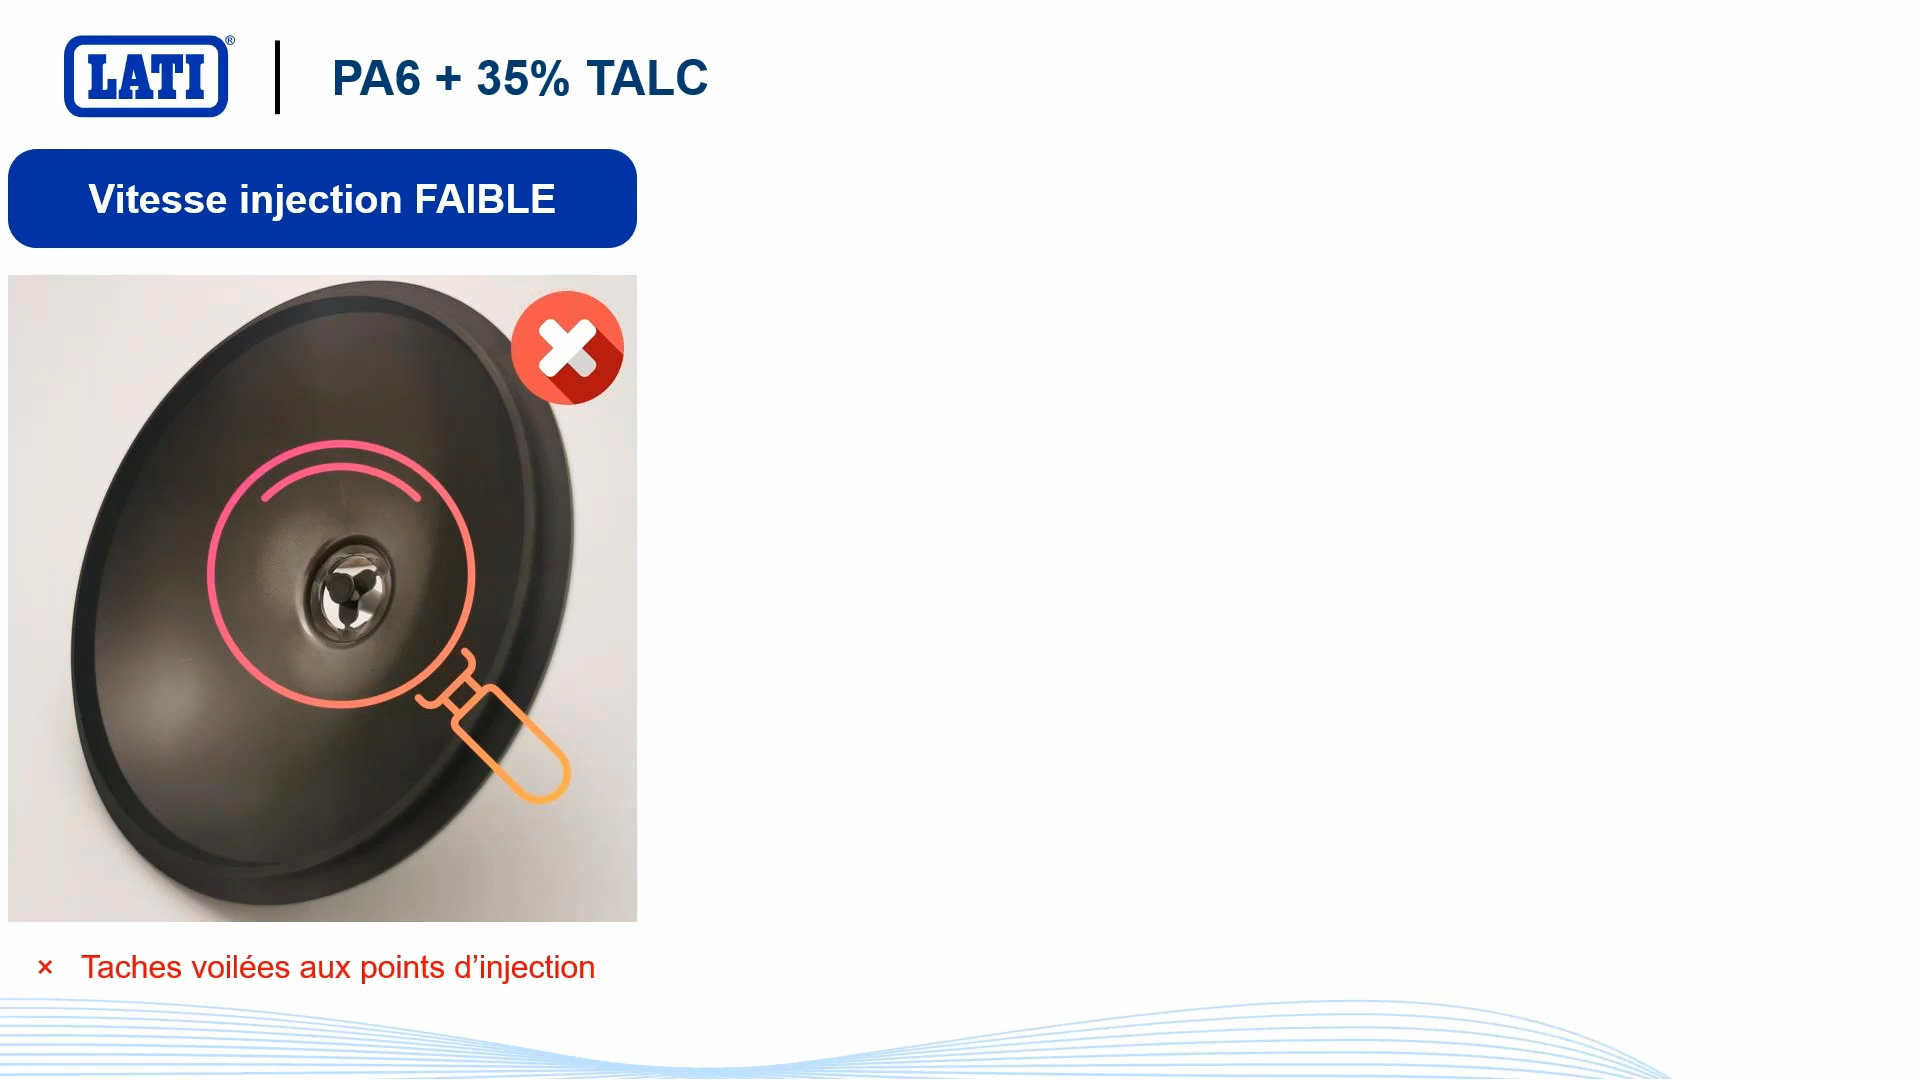 LATI®
PA6 + 35% TALC
Vitesse injection FAIBLE
× Taches voilées aux points d’injection